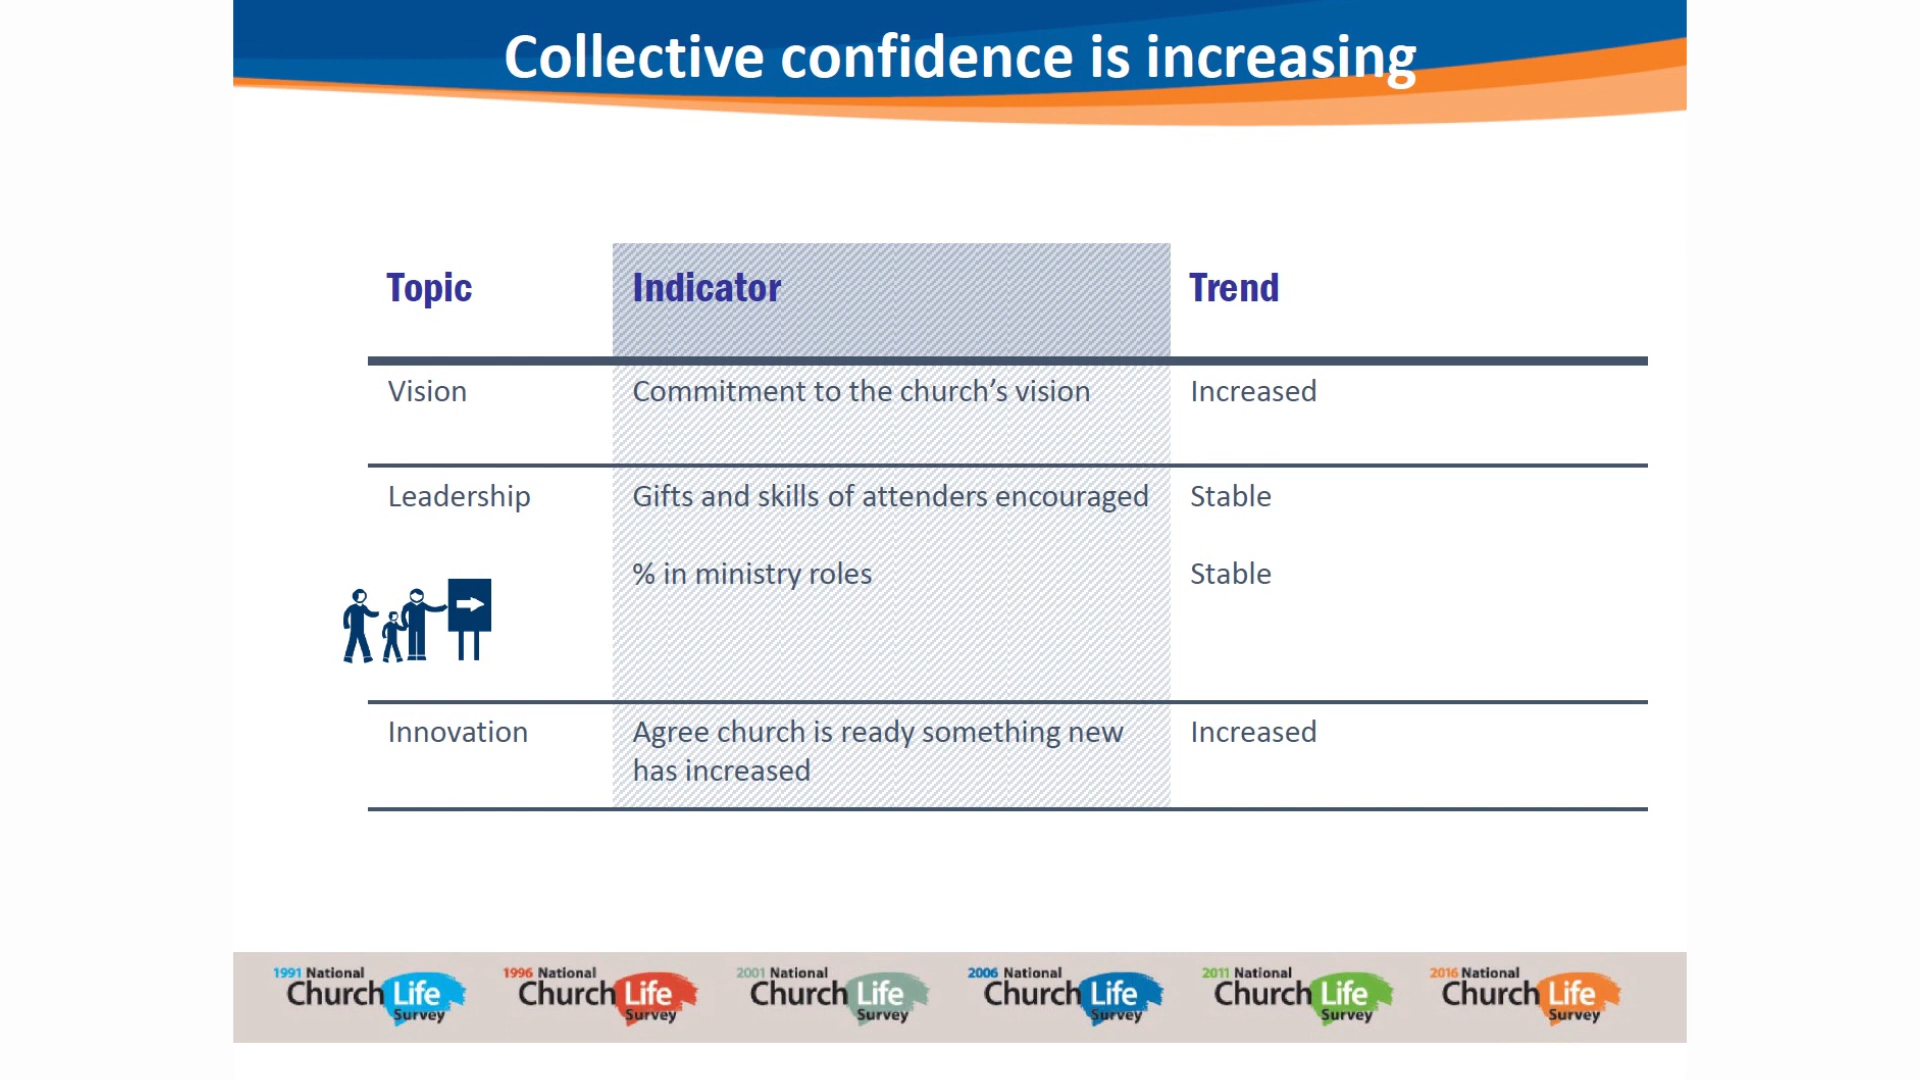 Collective confidence is increasing
Topic Indicator Trend
Vision Commitment to the church’s vision Increased
Leadership Gifts and skills of attenders encouraged Stable
% in ministry roles Stable
Innovation Agree church is ready something new Increased
has increased
1991 National
Church Life
Survey
1996 National
Church Life
Survey
2001 National
Church Life
Survey
2006 National
Church Life
Survey
2011 National
Church Life
Survey
2016 National
Church Life
Survey